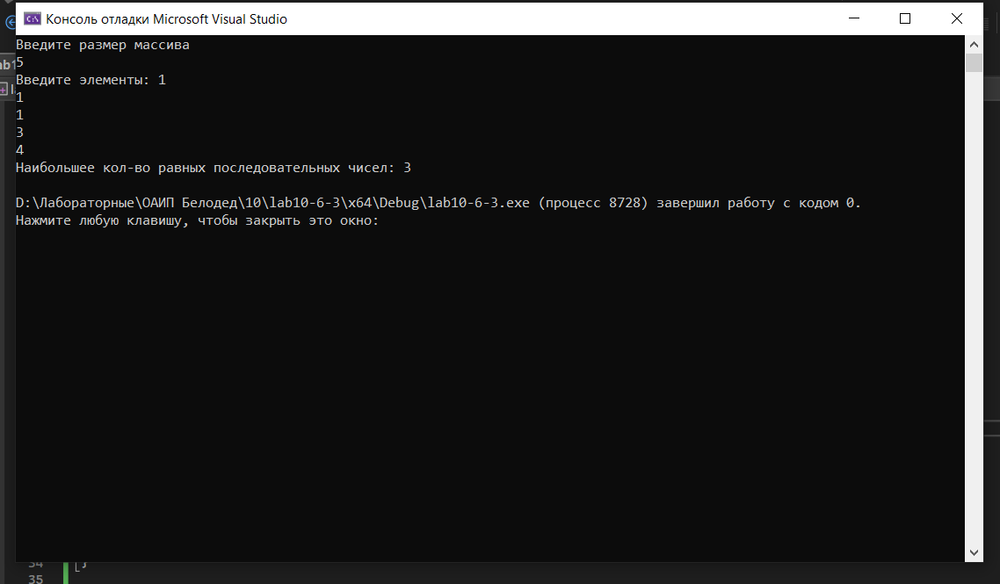 Консоль отладки Microsoft Visual Studio
Введите размер массива
5
Введите элементы: 1
1
1
3
4
Наибольшее кол-во равных последовательных чисел: 3
D:\Лабораторные\ОАИП Белодед\10\lab10-6-3\x64\Debug\lab10-6-3.exe (процесс 8728) завершил работу с кодом 0.
Нажмите любую клавишу, чтобы закрыть это окно:
34 }
35